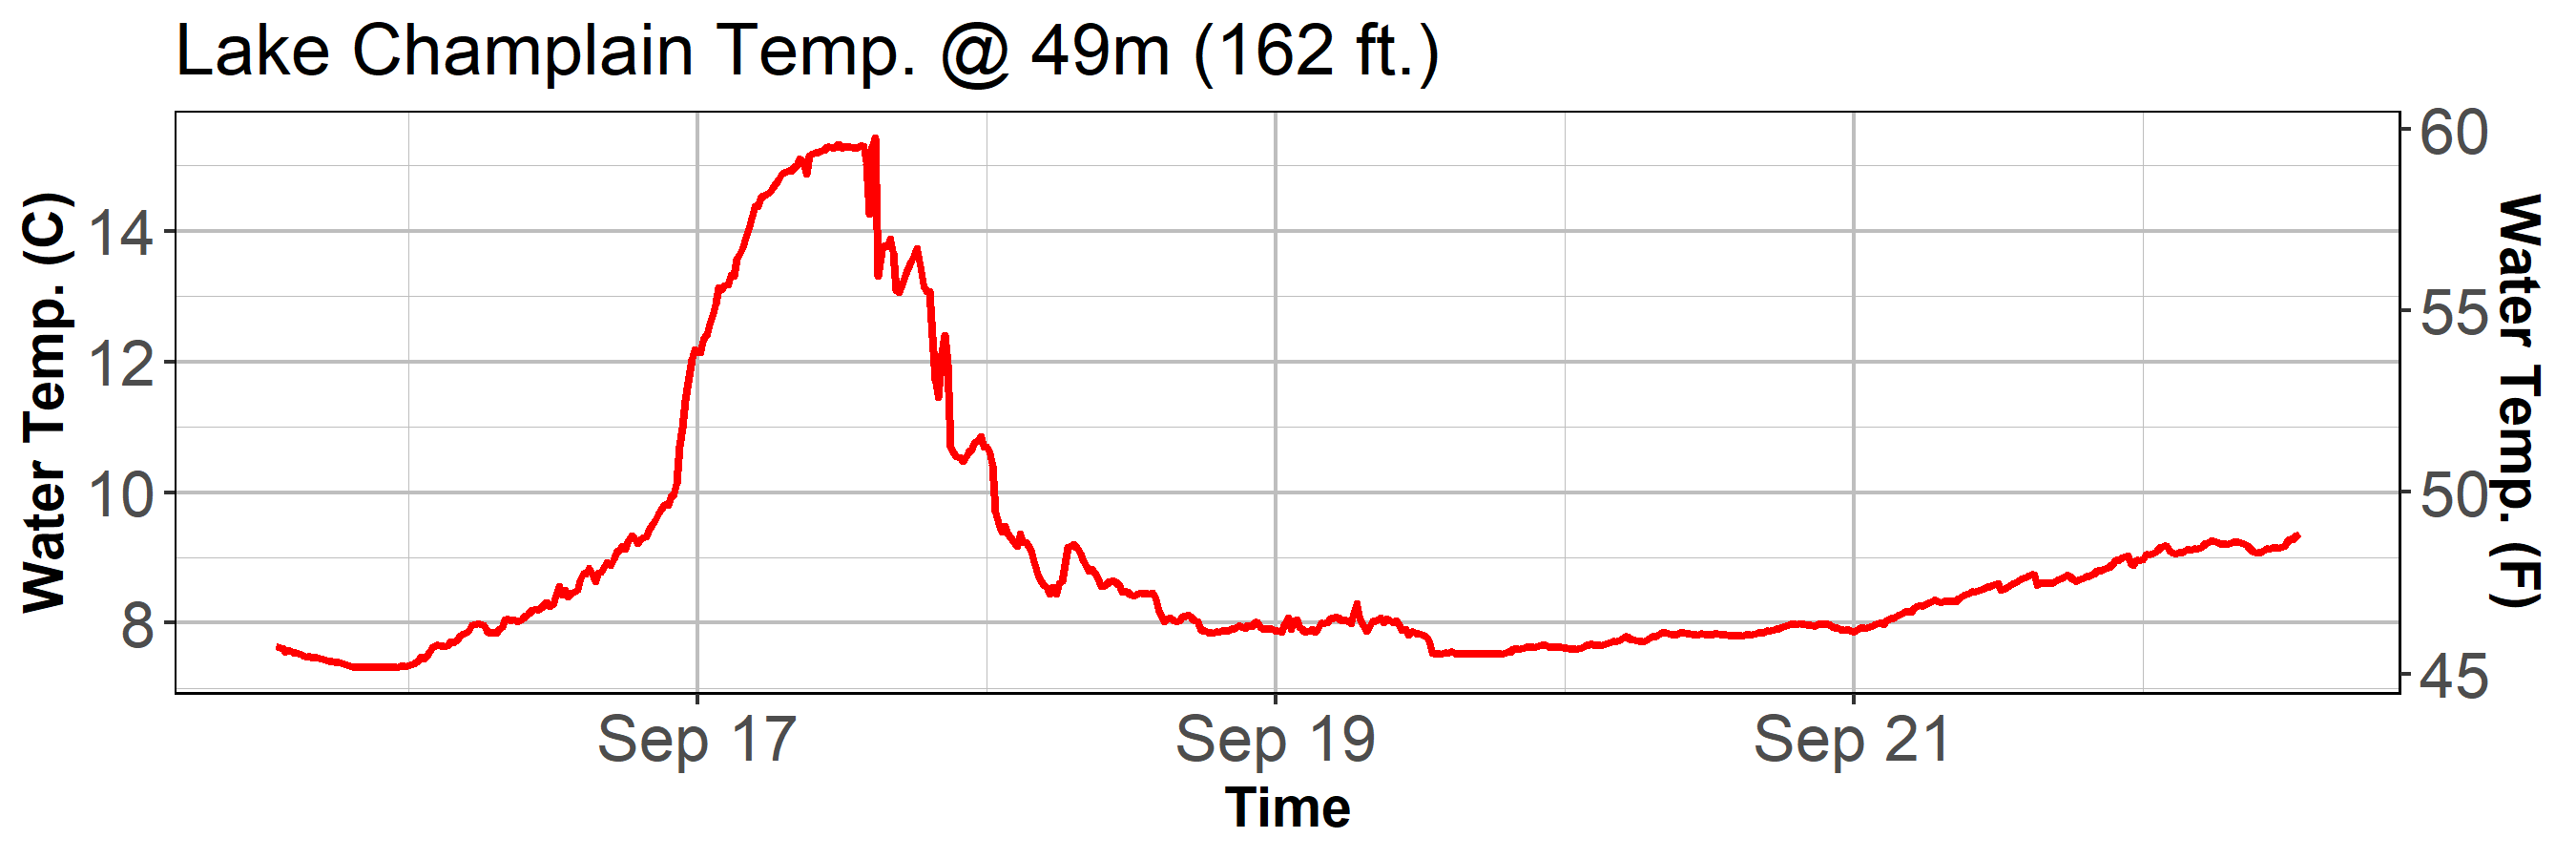 Lake Champlain Temp. @ 49m (162 ft.)
Water Temp. (C)
14
12
10
8
60
55
50
45
Water Temp. (F)
Sep 17
Sep 19
Sep 21
Time